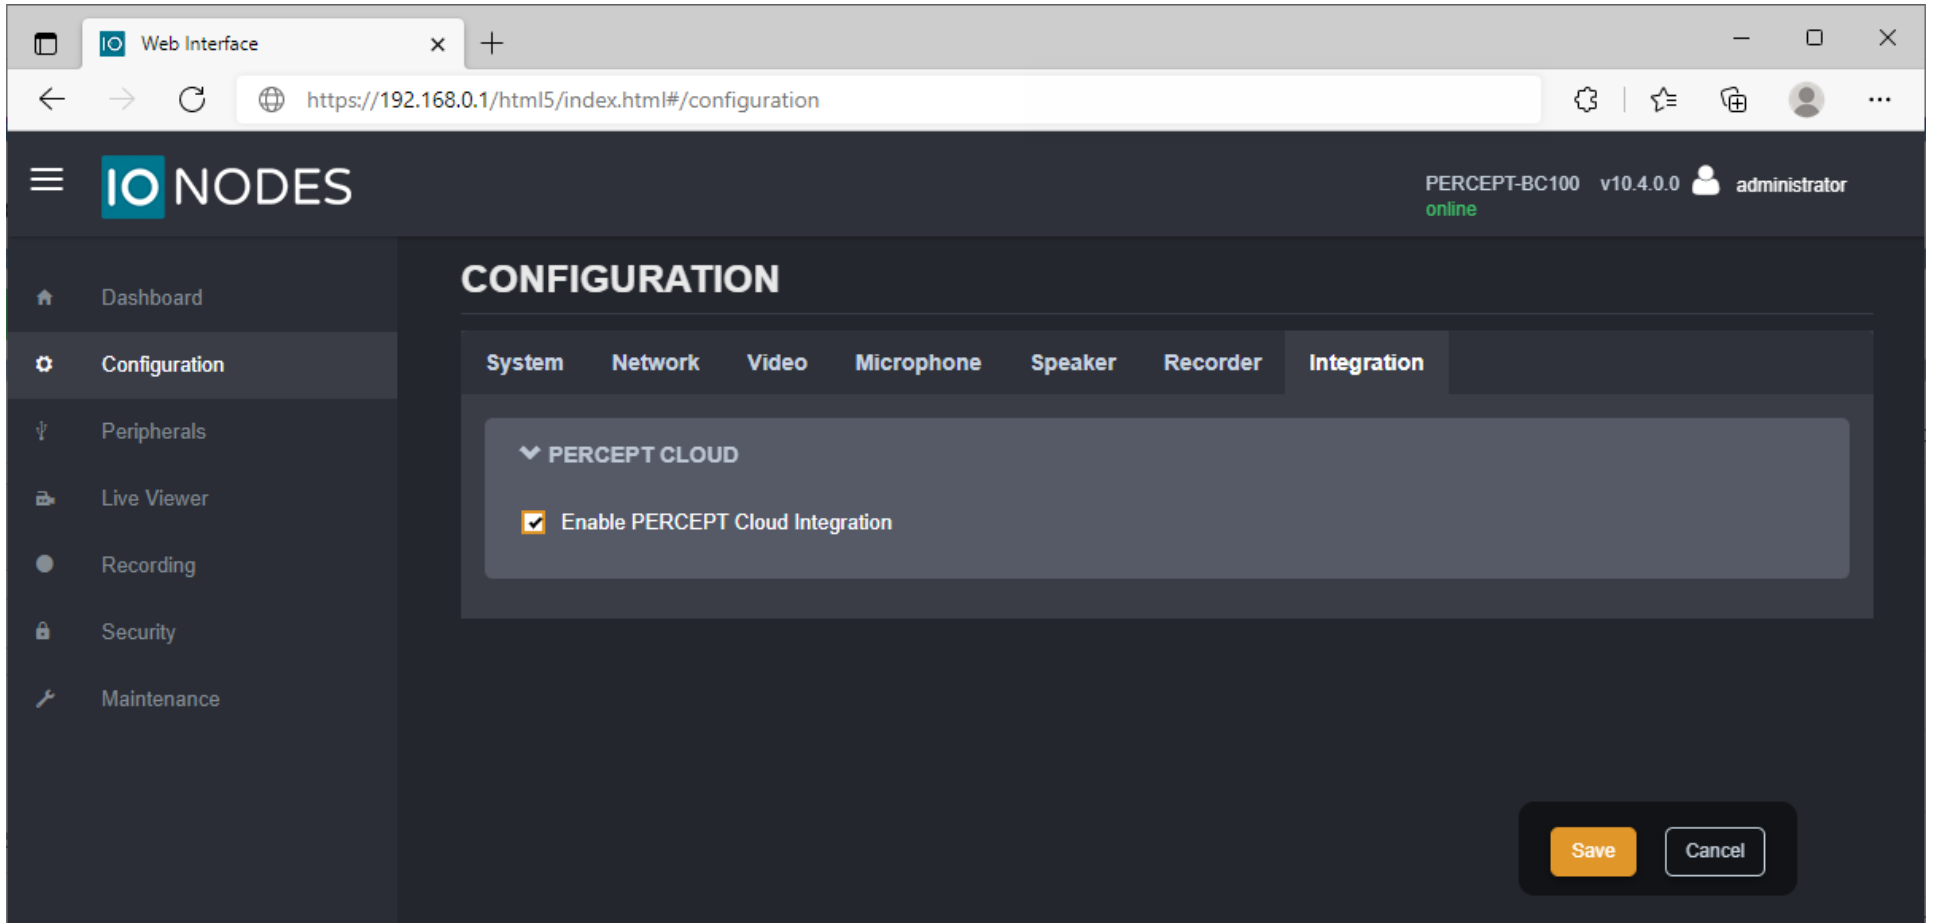 Web Interface
https://192.168.0.1/html5/index.html#/configuration
IO NODES
PERCEPT-BC100 v10.4.0.0 administrator
online
Dashboard
Configuration
Peripherals
Live Viewer
Recording
Security
Maintenance
CONFIGURATION
System Network Video Microphone Speaker Recorder Integration
PERCEPT CLOUD
Enable PERCEPT Cloud Integration
Save Cancel